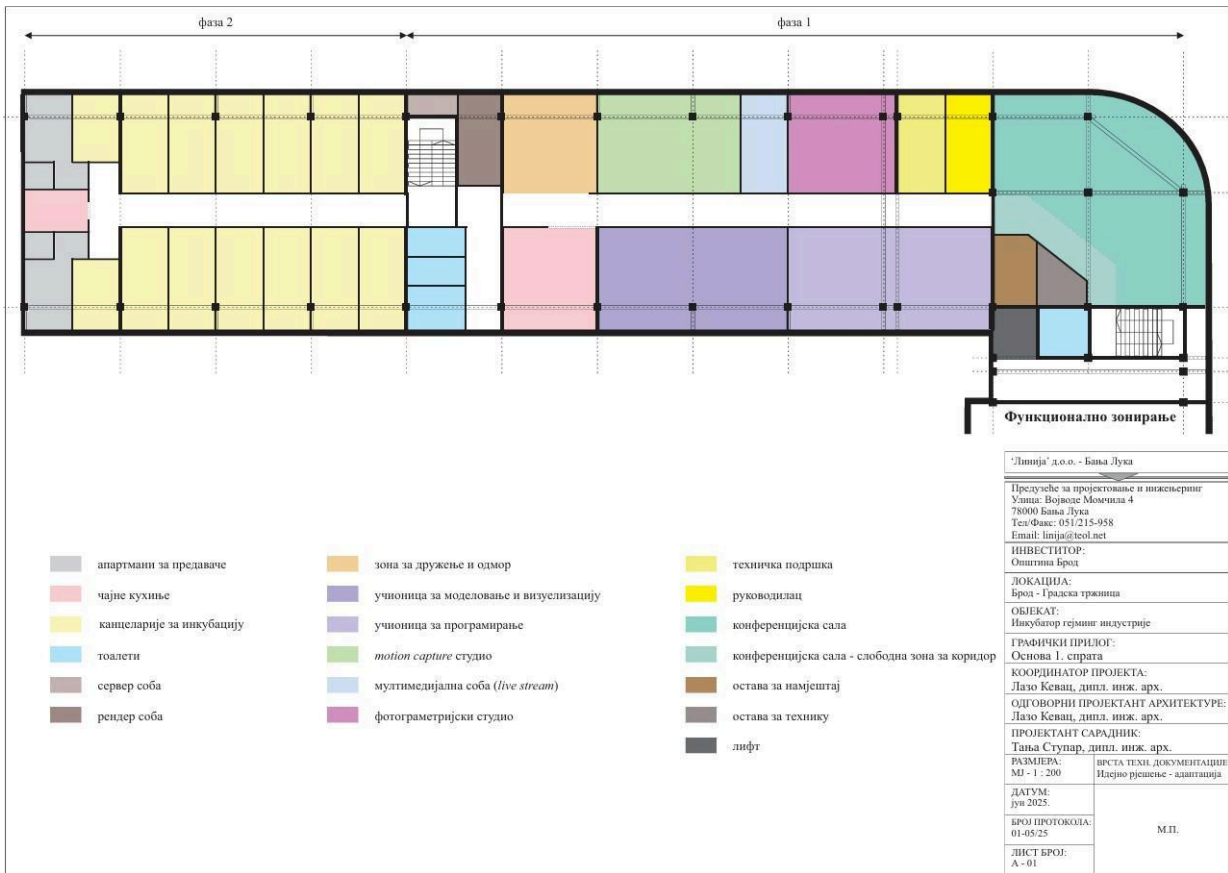 фаза 2
фаза 1
Функционално зонирање
апартмани за предаваче
чајне кухиње
канцеларије за инкубацију
тоалети
сервер соба
рендер соба
зона за дружење и одмор
учионица за моделовање и визуелизацију
учионица за програмирање
motion capture студио
мултимедијална соба (live stream)
фотограметријски студио
техничка подршка
руководилац
конференцијска сала
конференцијска сала - слободна зона за коридор
остава за намјештај
остава за технику
лифт
'Линија' д.о.о. - Бања Лука
Предузеће за пројектовање и инжењеринг
Улица: Војводе Момчила 4
78000 Бања Лука
Тел/Факс: 051/215-958
Email: linija@teol.net
ИНВЕСТИТОР:
Општина Брод
ЛОКАЦИЈА:
Брод - Градска тржница
ОБЈЕКАТ:
Инкубатор гејминг индустрије
ГРАФИЧКИ ПРИЛОГ:
Основа 1. спрата
КООРДИНАТОР ПРОЈЕКТА:
Лазо Кевац, дипл. инж. арх.
ОДГОВОРНИ ПРОЈЕКТАНТ АРХИТЕКТУРЕ:
Лазо Кевац, дипл. инж. арх.
ПРОЈЕКТАНТ САРАДНИК:
Тања Ступар, дипл. инж. арх.
РАЗМЈЕРА:
МЈ - 1 : 200
ВРСТА ТЕХН. ДОКУМЕНТАЦИЈЕ
Идејно рјешење - адаптација
ДАТУМ:
јун 2025.
БРОЈ ПРОТОКОЛА:
01-05/25
М.П.
ЛИСТ БРОЈ:
А - 01